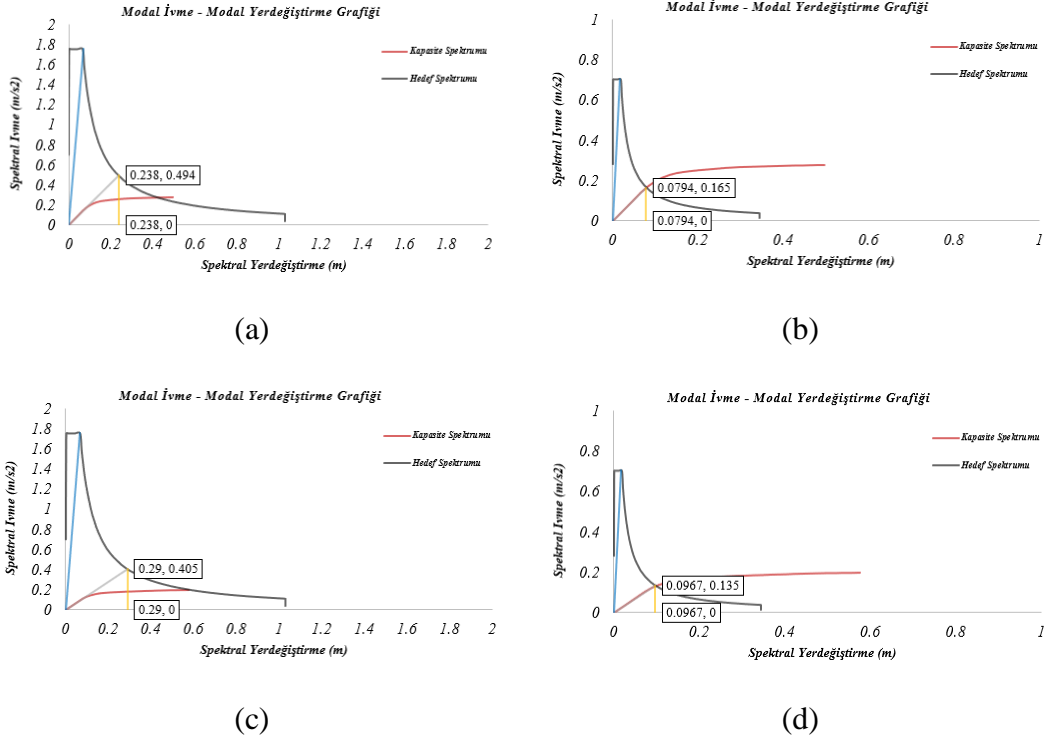 Modal İvme - Modal Yerdeğiştirme Grafiği
Spektral Ivme (m/s2)
2
1.8
1.6
1.4
1.2
1
0.8
0.6
0.4
0.2
0
Kapasite Spektrumu
Hedef Spektrumu
0.238, 0.494
0.238, 0
0 0.2 0.4 0.6 0.8 1 1.2 1.4 1.6 1.8 2
Spektral Yerdeğiştirme (m)
(a)
Modal İvme - Modal Yerdeğiştirme Grafiği
Spektral Ivme (m/s2)
1
0.8
0.6
0.4
0.2
0
Kapasite Spektrumu
Hedef Spektrumu
0.0794, 0.165
0.0794, 0
0 0.2 0.4 0.6 0.8 1
Spektral Yerdeğiştirme (m)
(b)
Modal İvme - Modal Yerdeğiştirme Grafiği
Spektral Ivme (m/s2)
2
1.8
1.6
1.4
1.2
1
0.8
0.6
0.4
0.2
0
Kapasite Spektrumu
Hedef Spektrumu
0.29, 0.405
0.29, 0
0 0.2 0.4 0.6 0.8 1 1.2 1.4 1.6 1.8 2
Spektral Yerdeğiştirme (m)
(c)
Modal İvme - Modal Yerdeğiştirme Grafiği
Spektral Ivme (m/s2)
1
0.8
0.6
0.4
0.2
0
Kapasite Spektrumu
Hedef Spektrumu
0.0967, 0.135
0.0967, 0
0 0.2 0.4 0.6 0.8 1
Spektral Yerdeğiştirme (m)
(d)